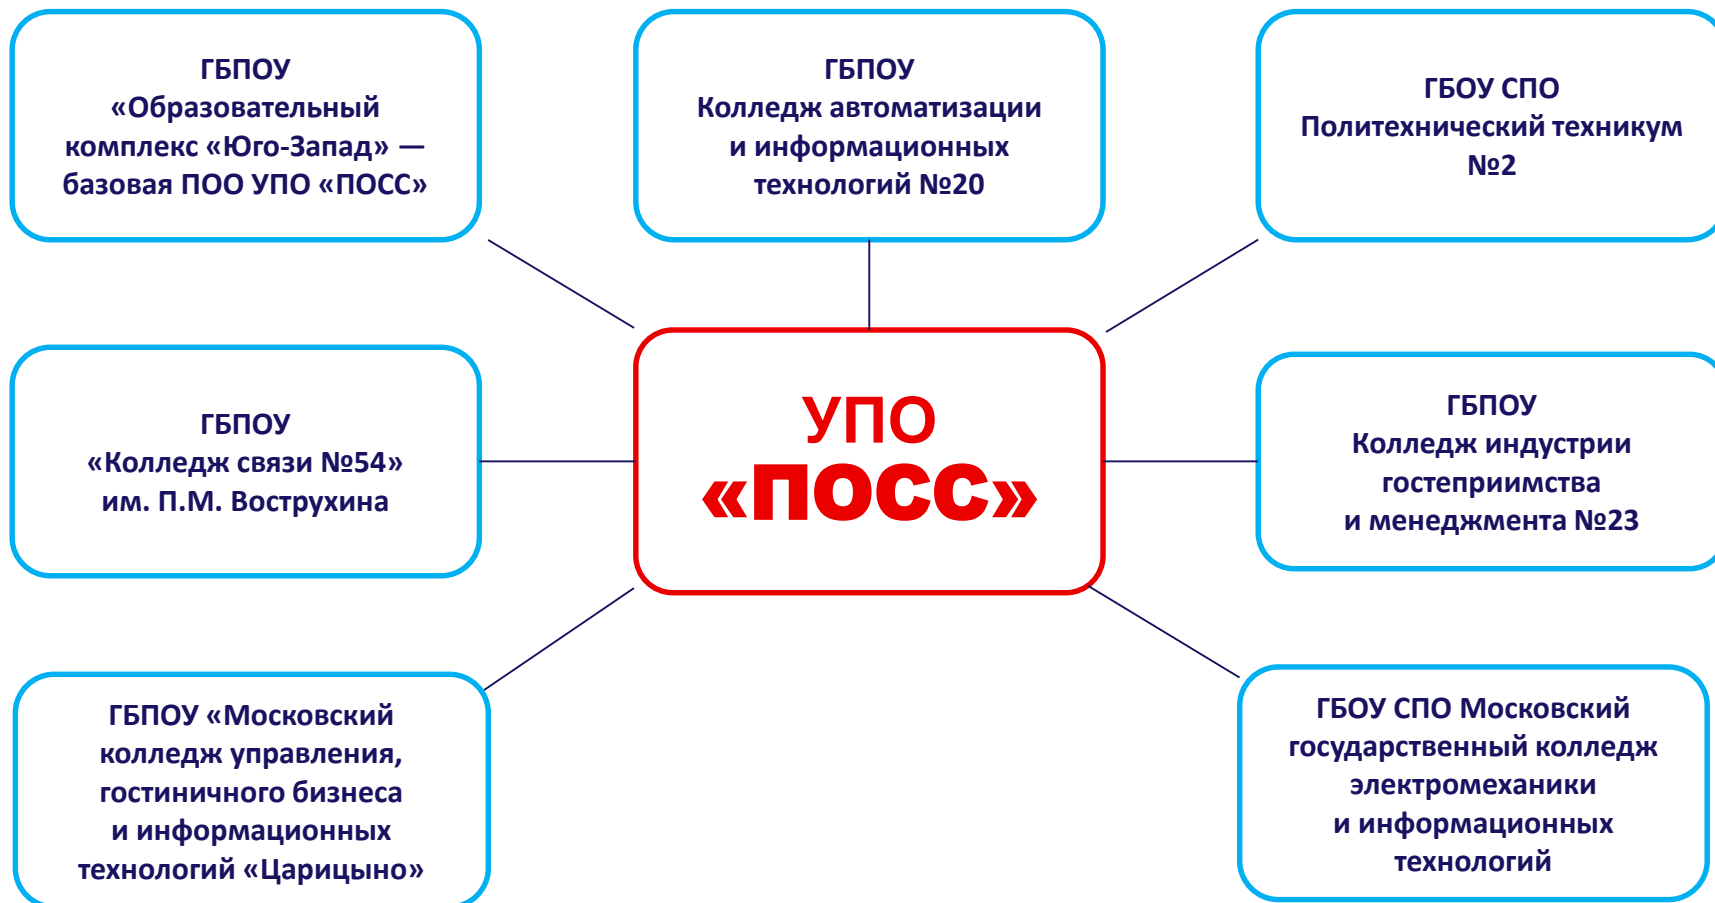 ГБПОУ
«Образовательный
комплекс «Юго-Запад» —
базовая ПОО УПО «ПОСС»
ГБПОУ
Колледж автоматизации
и информационных
технологий №20
ГБОУ СПО
Политехнический техникум
№2
ГБПОУ
«Колледж связи №54»
им. П.М. Вострухина
УПО
«ПОСС»
ГБПОУ
Колледж индустрии
гостеприимства
и менеджмента №23
ГБПОУ «Московский
колледж управления,
гостиничного бизнеса
и информационных
технологий «Царицыно»
ГБОУ СПО Московский
государственный колледж
электромеханики
и информационных
технологий